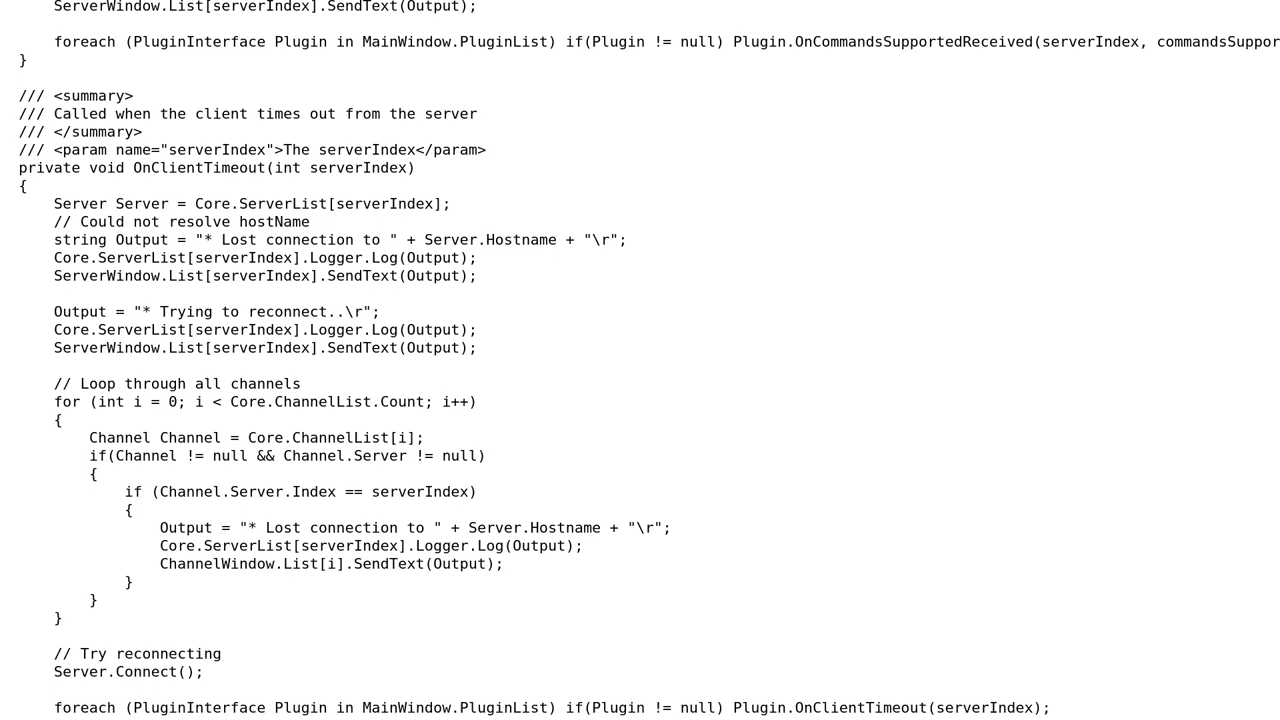 ServerWindow.List[serverIndex].SendText(Output);
foreach (PluginInterface Plugin in MainWindow.PluginList) if(Plugin != null) Plugin.OnCommandsSupportedReceived(serverIndex, commandsSuppor
}
/// <summary>
/// Called when the client times out from the server
/// </summary>
/// <param name="serverIndex">The serverIndex</param>
private void OnClientTimeout(int serverIndex)
{
Server Server = Core.ServerList[serverIndex];
// Could not resolve hostName
string Output = "* Lost connection to " + Server.Hostname + "\r";
Core.ServerList[serverIndex].Logger.Log(Output);
ServerWindow.List[serverIndex].SendText(Output);
Output = "* Trying to reconnect..\r";
Core.ServerList[serverIndex].Logger.Log(Output);
ServerWindow.List[serverIndex].SendText(Output);
// Loop through all channels
for (int i = 0; i < Core.ChannelList.Count; i++)
{
Channel Channel = Core.ChannelList[i];
if(Channel != null && Channel.Server != null)
{
if (Channel.Server.Index == serverIndex)
{
Output = "* Lost connection to " + Server.Hostname + "\r";
Core.ServerList[serverIndex].Logger.Log(Output);
ChannelWindow.List[i].SendText(Output);
}
}
}
// Try reconnecting
Server.Connect();
foreach (PluginInterface Plugin in MainWindow.PluginList) if(Plugin != null) Plugin.OnClientTimeout(serverIndex);